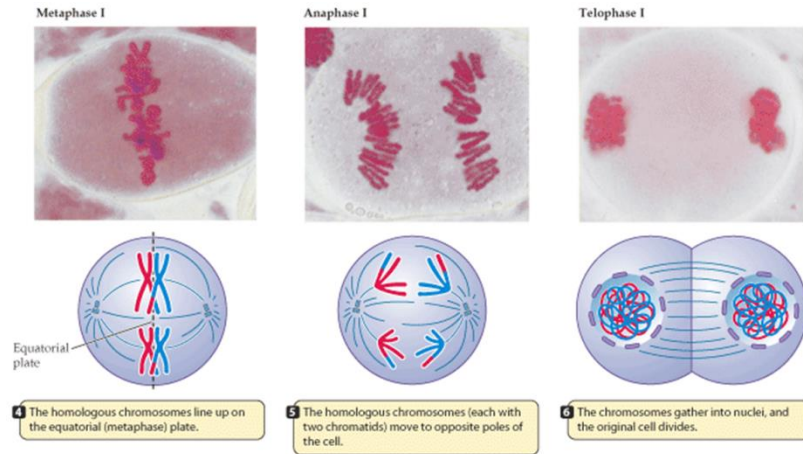 Metaphase I
Anaphase I
Telophase I
Equatorial
plate
4 The homologous chromosomes line up on
the equatorial (metaphase) plate.
5 The homologous chromosomes (each with
two chromatids) move to opposite poles of
the cell.
6 The chromosomes gather into nuclei, and
the original cell divides.